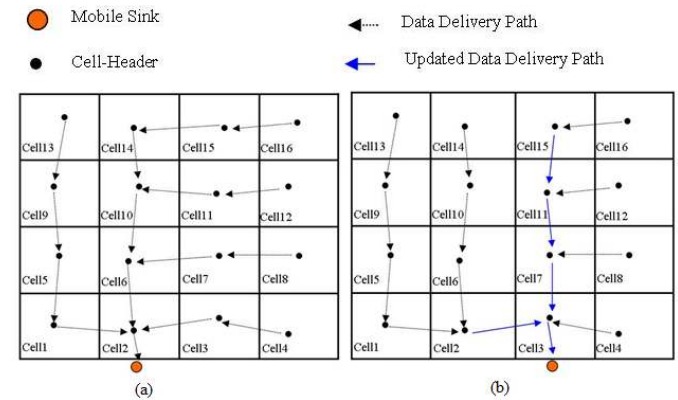 Mobile Sink
Data Delivery Path
Cell-Header
Updated Data Delivery Path
Cell13 Cell14 Cell15 Cell16
Cell9 Cell10 Cell11 Cell12
Cell5 Cell6 Cell7 Cell8
Cell1 Cell2 Cell3 Cell4
(a)
Cell13 Cell14 Cell15 Cell16
Cell9 Cell10 Cell11 Cell12
Cell5 Cell6 Cell7 Cell8
Cell1 Cell2 Cell3 Cell4
(b)